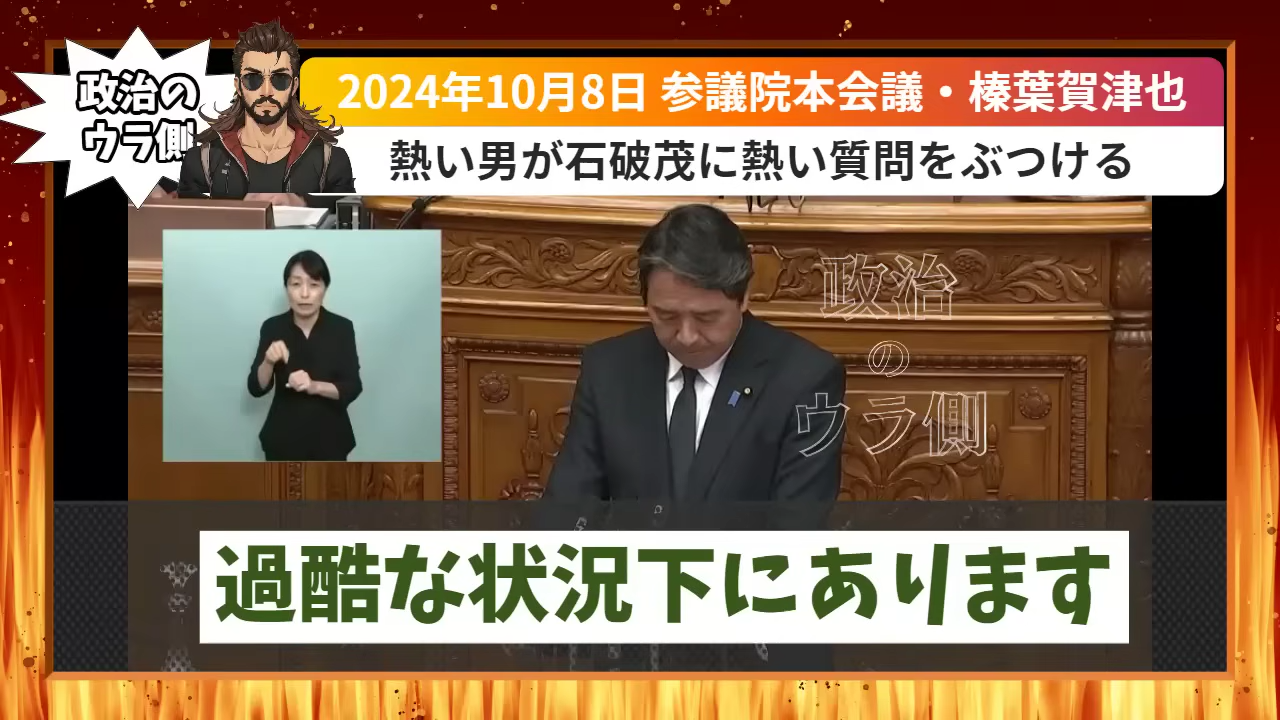 政治の
ウラ側
2024年10月8日 参議院本会議・榛葉賀津也
熱い男が石破茂に熱い質問をぶつける
政治
の
ウラ側
過酷な状況下にあります